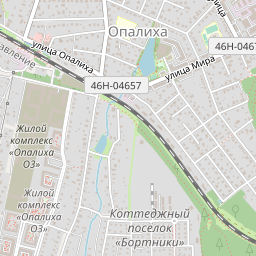 Опалиха
46Н-0467
улица Опалиха
улица Мира
46Н-04657
Жилой
комплекс
«Опалиха
О3»
Жилой
комплекс
«Опалиха
О3»
Коттеджный
поселок
«Бортники»